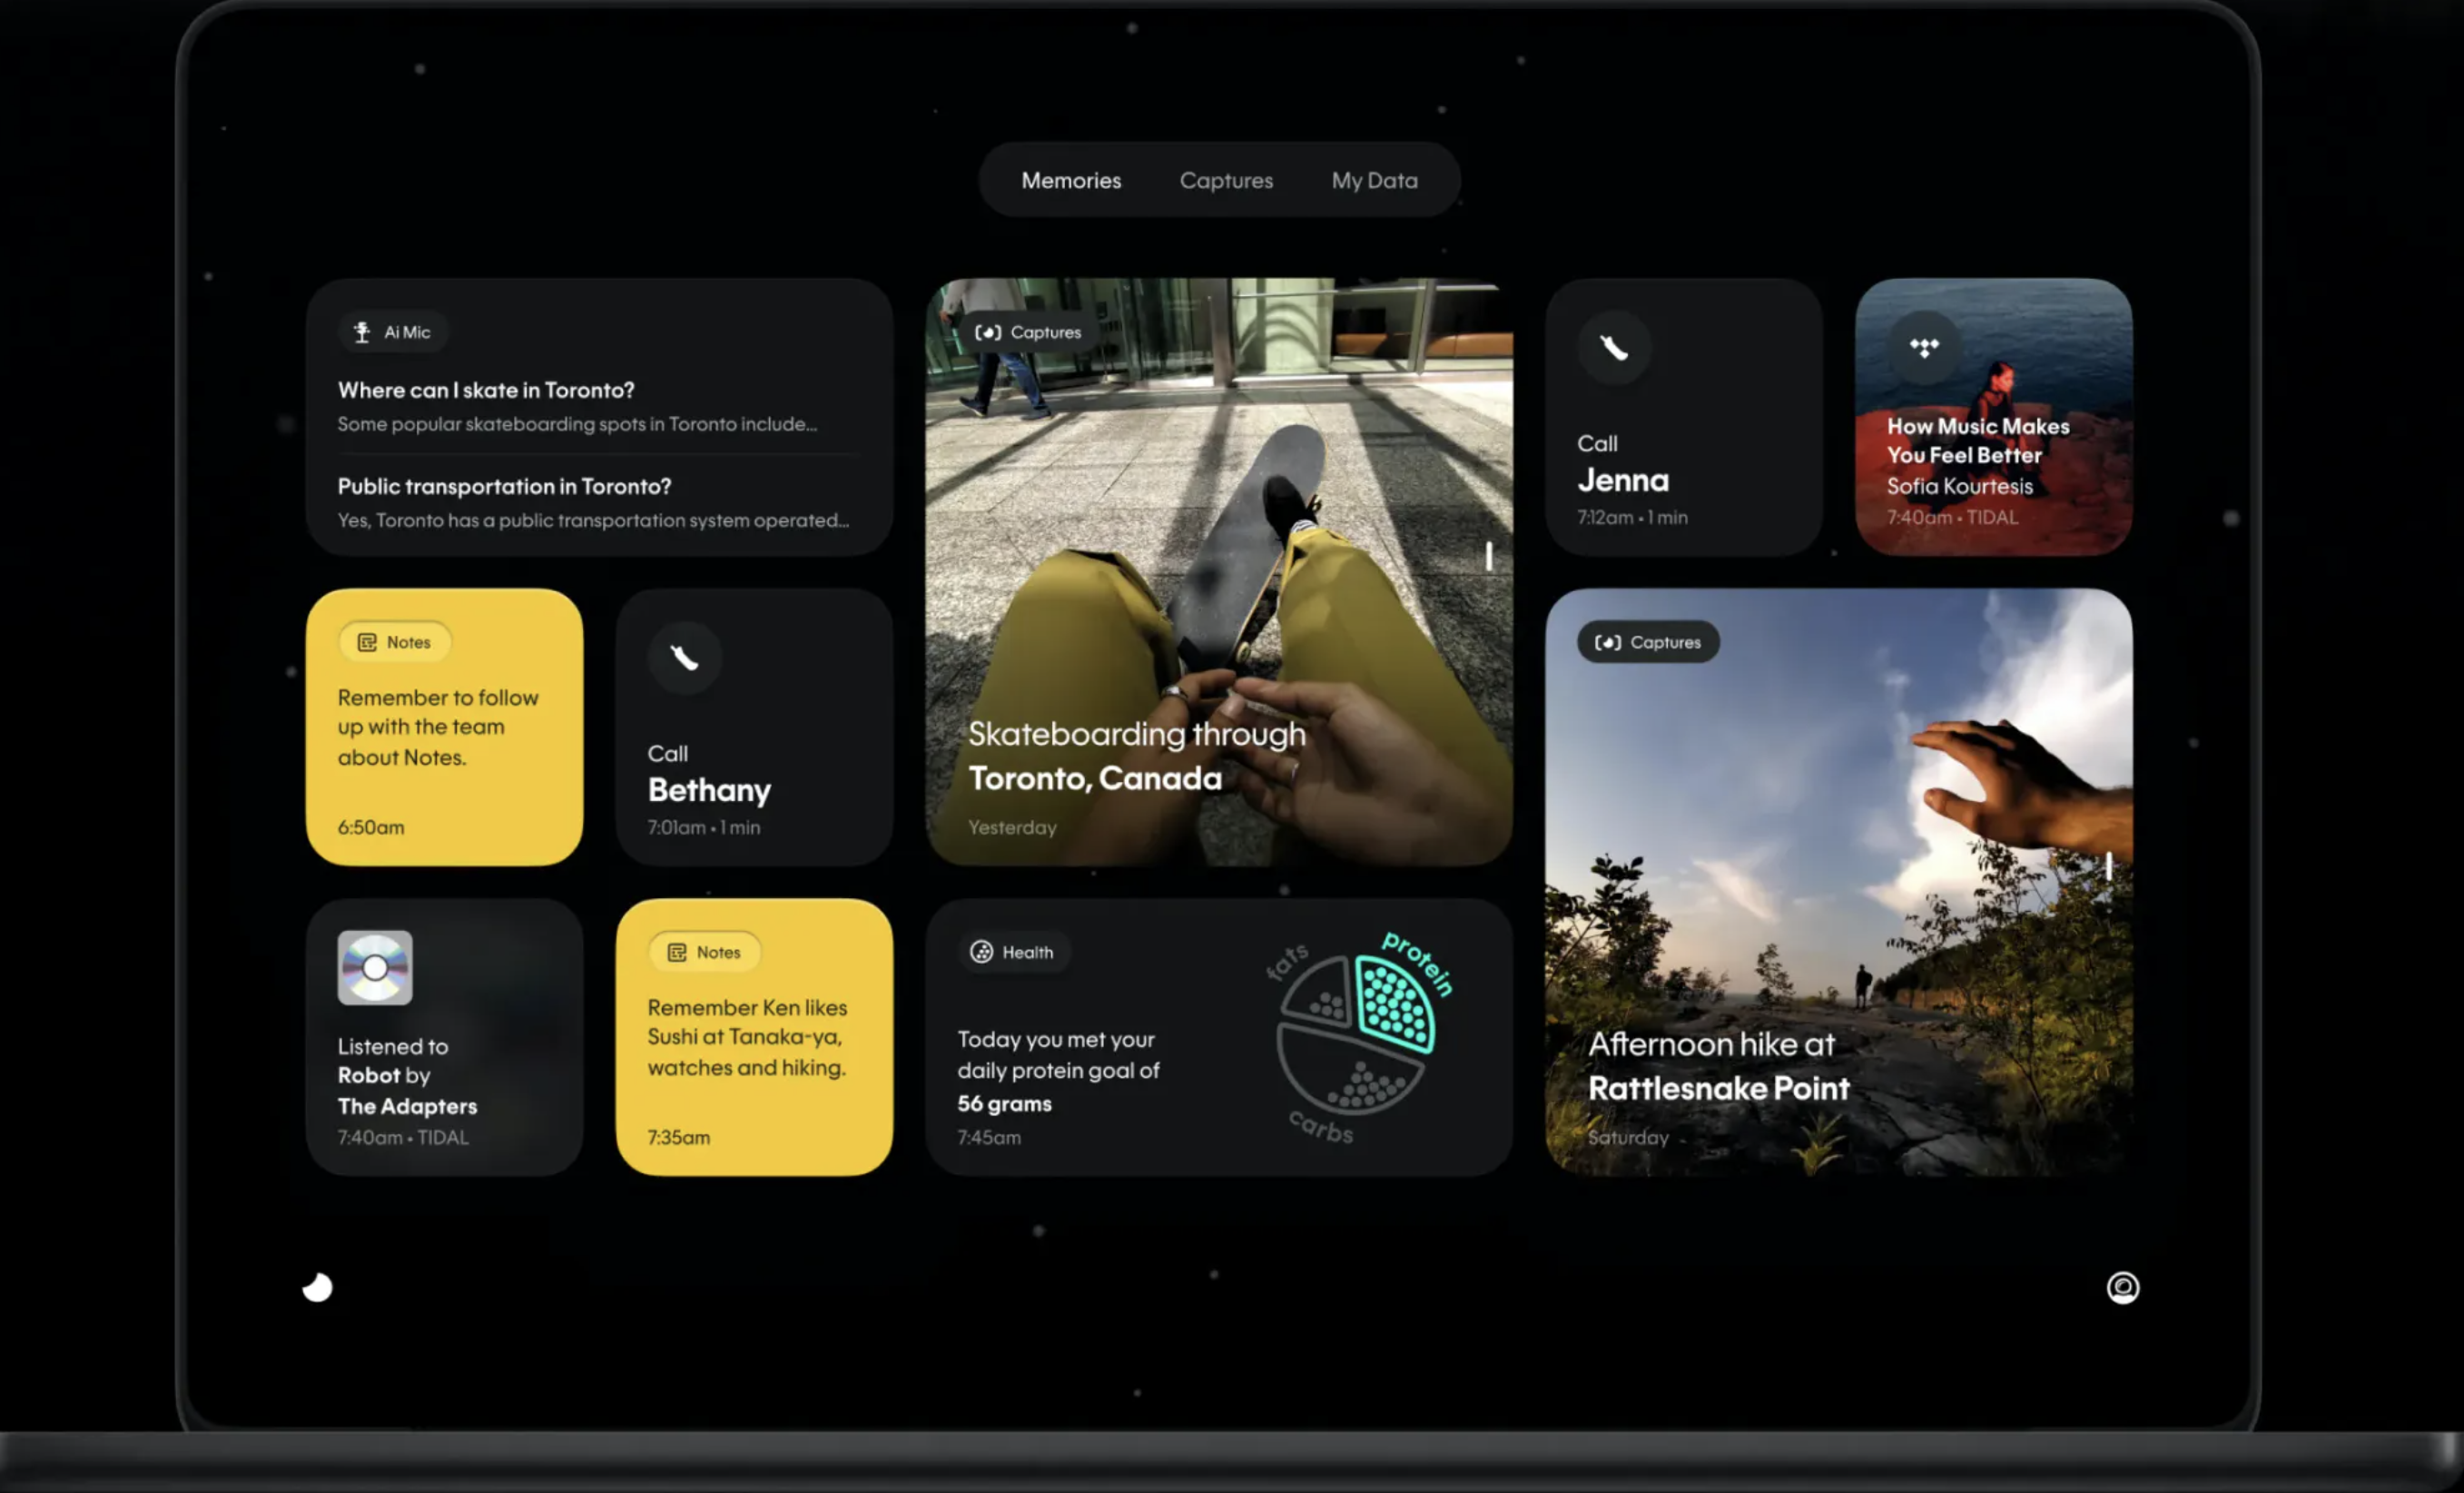 Memories
Captures
My Data
Ai Mic
Where can I skate in Toronto?
Some popular skateboarding spots in Toronto include...
Public transportation in Toronto?
Yes, Toronto has a public transportation system operated...
Captures
Skateboarding through
Toronto, Canada
Yesterday
Call
Jenna
7:12am • 1 min
How Music Makes
You Feel Better
Sofia Kourtesis
7:40am • TIDAL
Notes
Remember to follow
up with the team
about Notes.
6:50am
Call
Bethany
7:01am • 1 min
Captures
Afternoon hike at
Rattlesnake Point
Saturday
Listened to
Robot by
The Adapters
7:40am • TIDAL
Notes
Remember Ken likes
Sushi at Tanaka-ya,
watches and hiking.
7:35am
Health
Today you met your
daily protein goal of
56 grams
7:45am
fats
protein
carbs